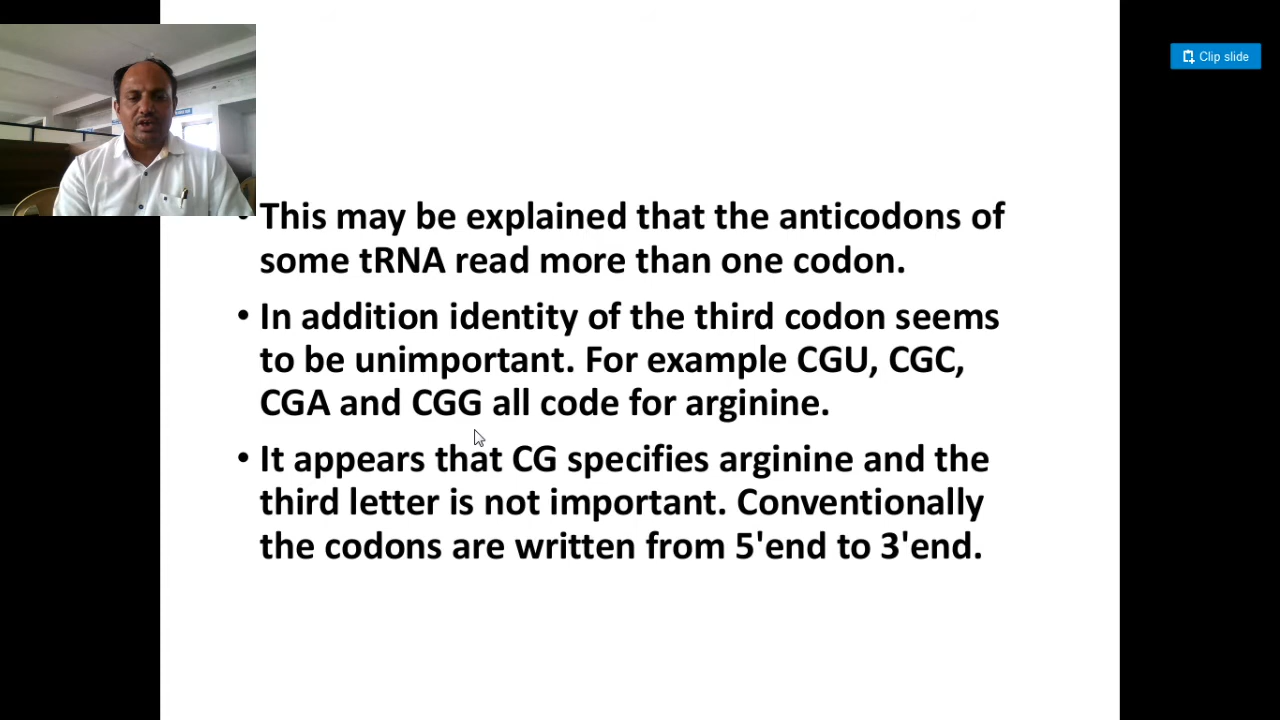 Clip slide
• This may be explained that the anticodons of
some tRNA read more than one codon.
• In addition identity of the third codon seems
to be unimportant. For example CGU, CGC,
CGA and CGG all code for arginine.
• It appears that CG specifies arginine and the
third letter is not important. Conventionally
the codons are written from 5'end to 3'end.